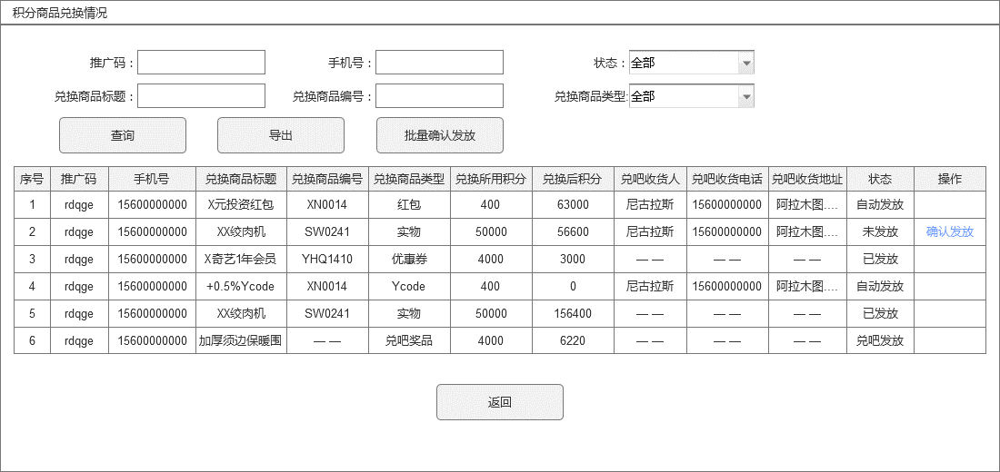 积分商品兑换情况
推广码： 手机号： 状态：全部
兑换商品标题： 兑换商品编号： 兑换商品类型:全部
查询 导出 批量确认发放
序号 推广码 手机号 兑换商品标题 兑换商品编号 兑换商品类型 兑换所用积分 兑换后积分 兑吧收货人 兑吧收货电话 兑吧收货地址 状态 操作
1 rdqge 15600000000 X元投资红包 XN0014 红包 400 63000 尼古拉斯 15600000000 阿拉木图.... 自动发放
2 rdqge 15600000000 XX绞肉机 SW0241 实物 50000 56600 尼古拉斯 15600000000 阿拉木图.... 未发放 确认发放
3 rdqge 15600000000 X奇艺1年会员 YHQ1410 优惠券 4000 3000 — — — — — — 已发放
4 rdqge 15600000000 +0.5%Ycode XN0014 Ycode 400 0 尼古拉斯 15600000000 阿拉木图.... 自动发放
5 rdqge 15600000000 XX绞肉机 SW0241 实物 50000 156400 — — — — — — 已发放
6 rdqge 15600000000 加厚须边保暖围 — — 兑吧奖品 4000 6220 — — — — — — 兑吧发放
返回